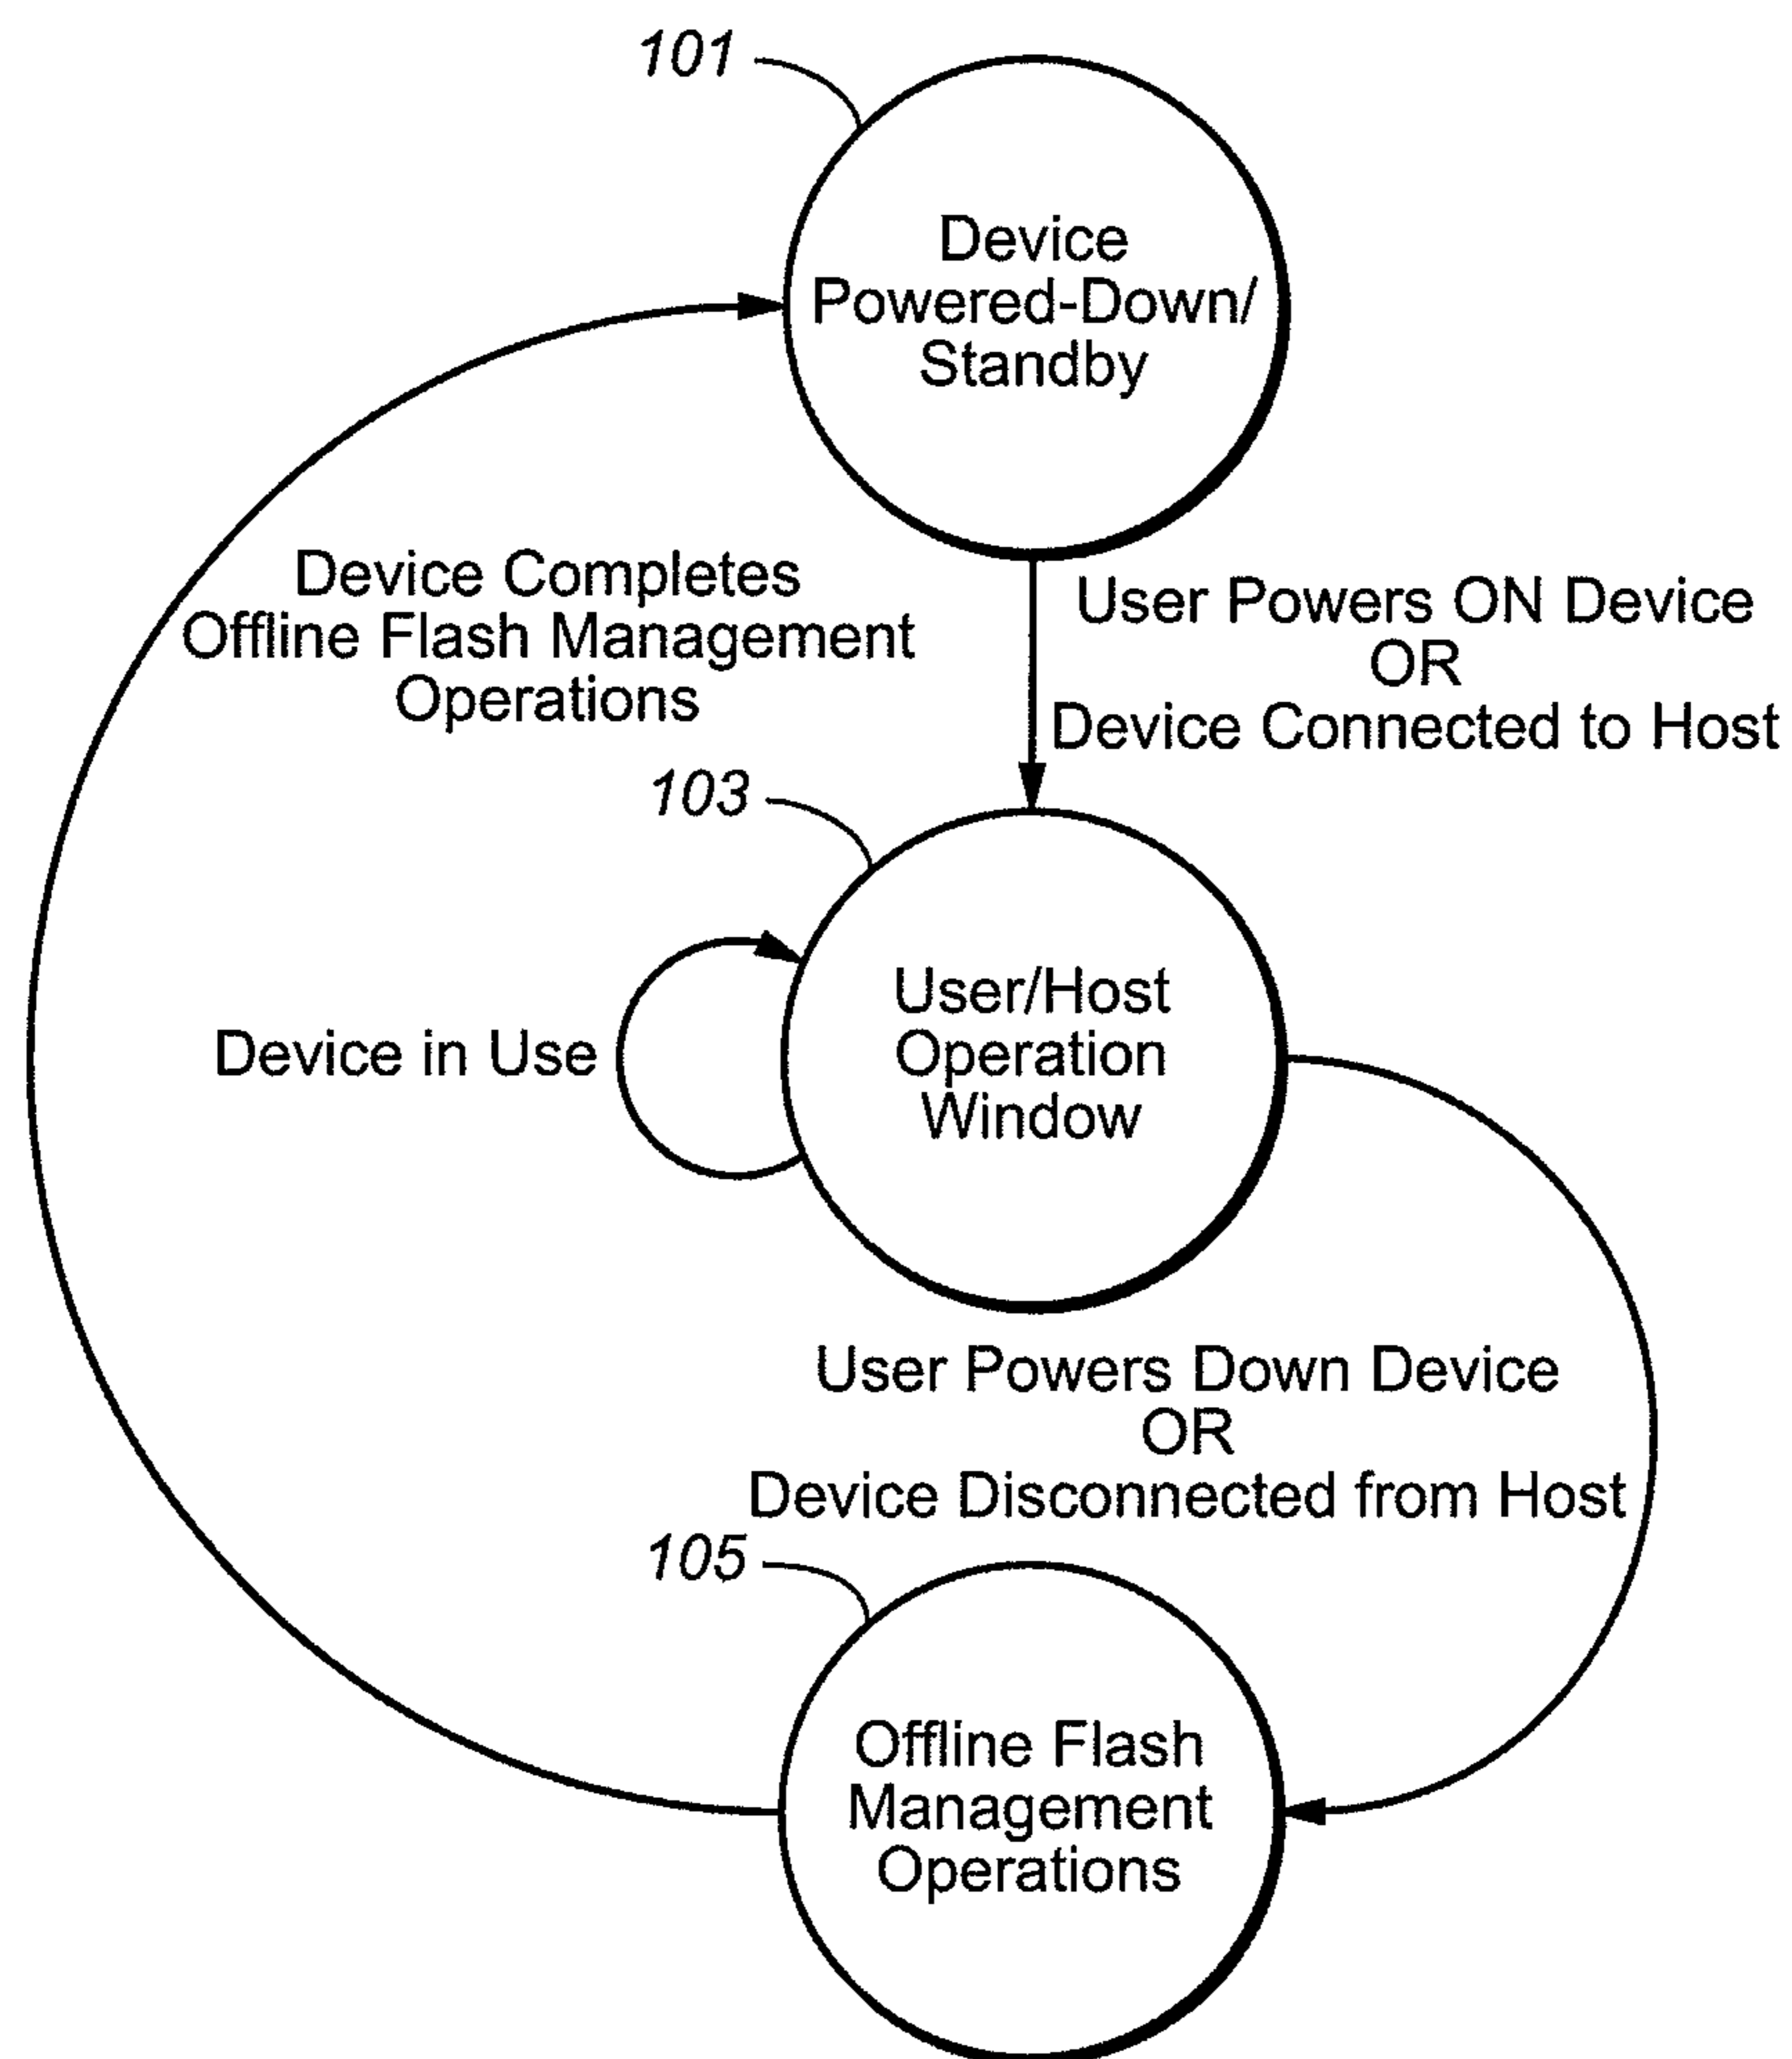 101
Device
Powered-Down/
Standby
Device Completes
Offline Flash Management
Operations
User Powers ON Device
OR
Device Connected to Host
103
User/Host
Operation
Window
Device in Use
User Powers Down Device
OR
Device Disconnected from Host
105
Offline Flash
Management
Operations